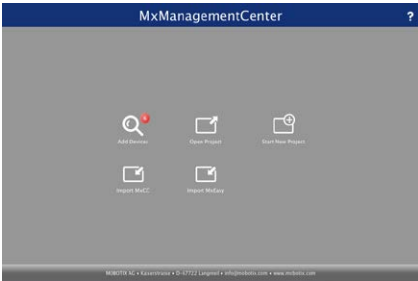 MxManagementCenter
?
Add Devices
Open Project
Start New Project
Import MxCC
Import MxEasy
MOBOTIX AG • Kaiserstrasse • D-67722 Langmeil • info@mobotix.com • www.mobotix.com